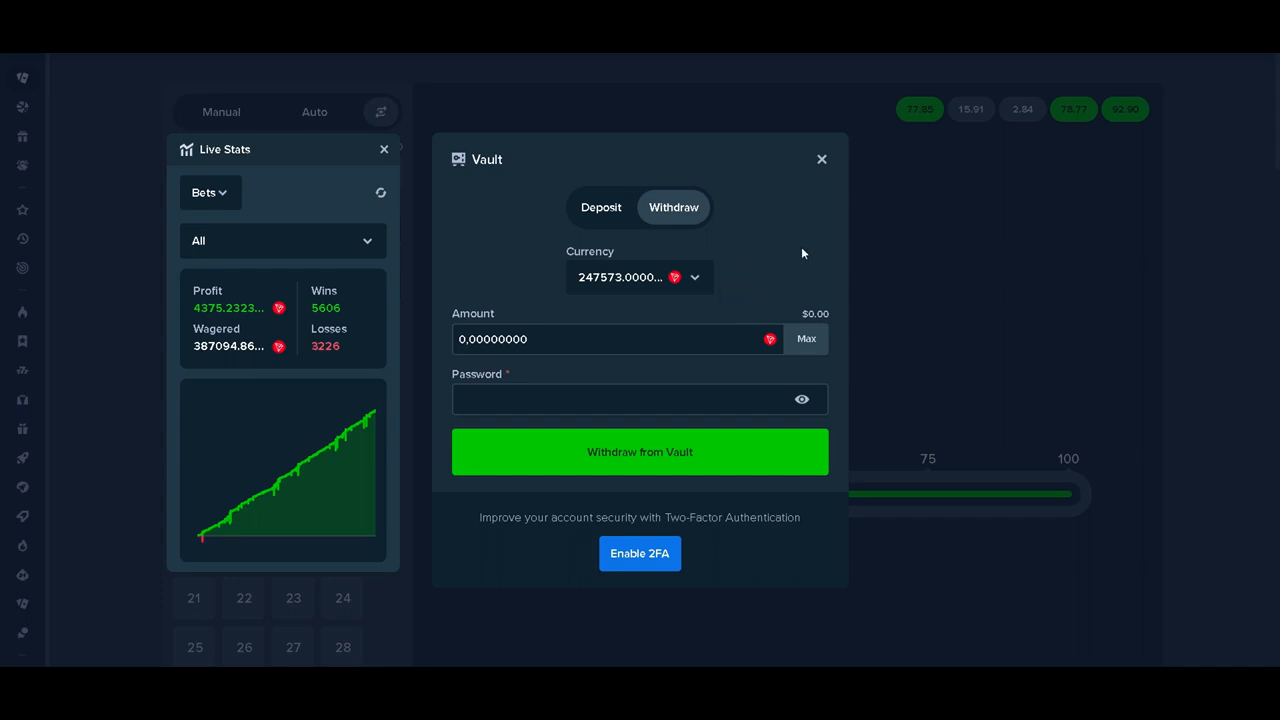 Manual Auto
77.85 15.91 2.84 78.77 92.90
Live Stats
Bets
All
Profit Wins
4375.2323... 5606
Wagered Losses
387094.86... 3226
Vault
Deposit Withdraw
Currency
247573.0000...
Amount $0.00
0,00000000 Max
Password *
Withdraw from Vault
Improve your account security with Two-Factor Authentication
Enable 2FA
75 100
21 22 23 24
25 26 27 28